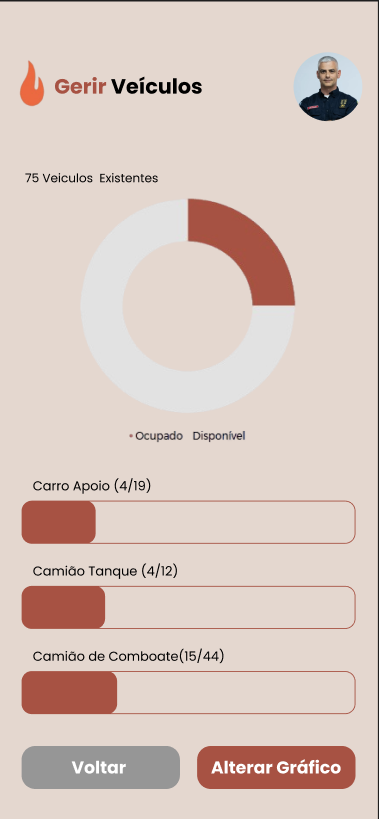 Gerir Veículos
75 Veiculos Existentes
Ocupado Disponível
Carro Apoio (4/19)
Camião Tanque (4/12)
Camião de Comboate(15/44)
Voltar Alterar Gráfico